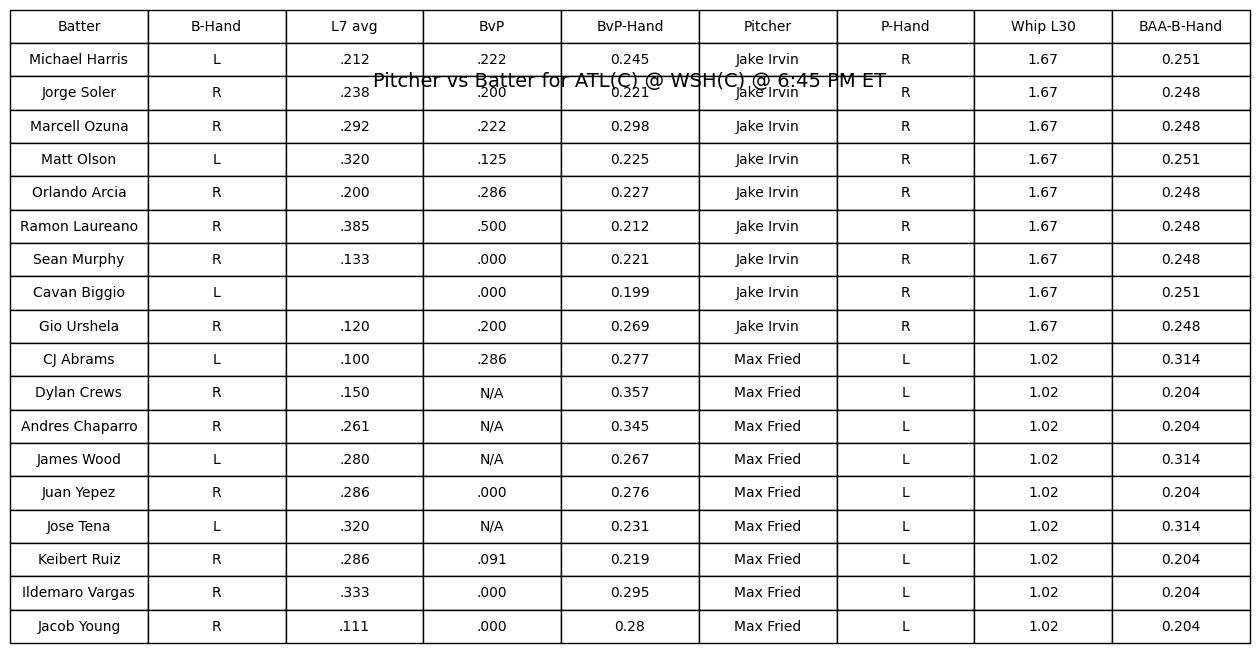 Batter B-Hand L7 avg BvP BvP-Hand Pitcher P-Hand Whip L30 BAA-B-Hand
Michael Harris L .212 .222 0.245 Jake Irvin R 1.67 0.251
Pitcher vs Batter for ATL(C) @ WSH(C) @ 6:45 PM ET
Jorge Soler R .238 .200 0.221 Jake Irvin R 1.67 0.248
Marcell Ozuna R .292 .222 0.298 Jake Irvin R 1.67 0.248
Matt Olson L .320 .125 0.225 Jake Irvin R 1.67 0.251
Orlando Arcia R .200 .286 0.227 Jake Irvin R 1.67 0.248
Ramon Laureano R .385 .500 0.212 Jake Irvin R 1.67 0.248
Sean Murphy R .133 .000 0.221 Jake Irvin R 1.67 0.248
Cavan Biggio L .000 0.199 Jake Irvin R 1.67 0.251
Gio Urshela R .120 .200 0.269 Jake Irvin R 1.67 0.248
CJ Abrams L .100 .286 0.277 Max Fried L 1.02 0.314
Dylan Crews R .150 N/A 0.357 Max Fried L 1.02 0.204
Andres Chaparro R .261 N/A 0.345 Max Fried L 1.02 0.204
James Wood L .280 N/A 0.267 Max Fried L 1.02 0.314
Juan Yepez R .286 .000 0.276 Max Fried L 1.02 0.204
Jose Tena L .320 N/A 0.231 Max Fried L 1.02 0.314
Keibert Ruiz R .286 .091 0.219 Max Fried L 1.02 0.204
Ildemaro Vargas R .333 .000 0.295 Max Fried L 1.02 0.204
Jacob Young R .111 .000 0.28 Max Fried L 1.02 0.204